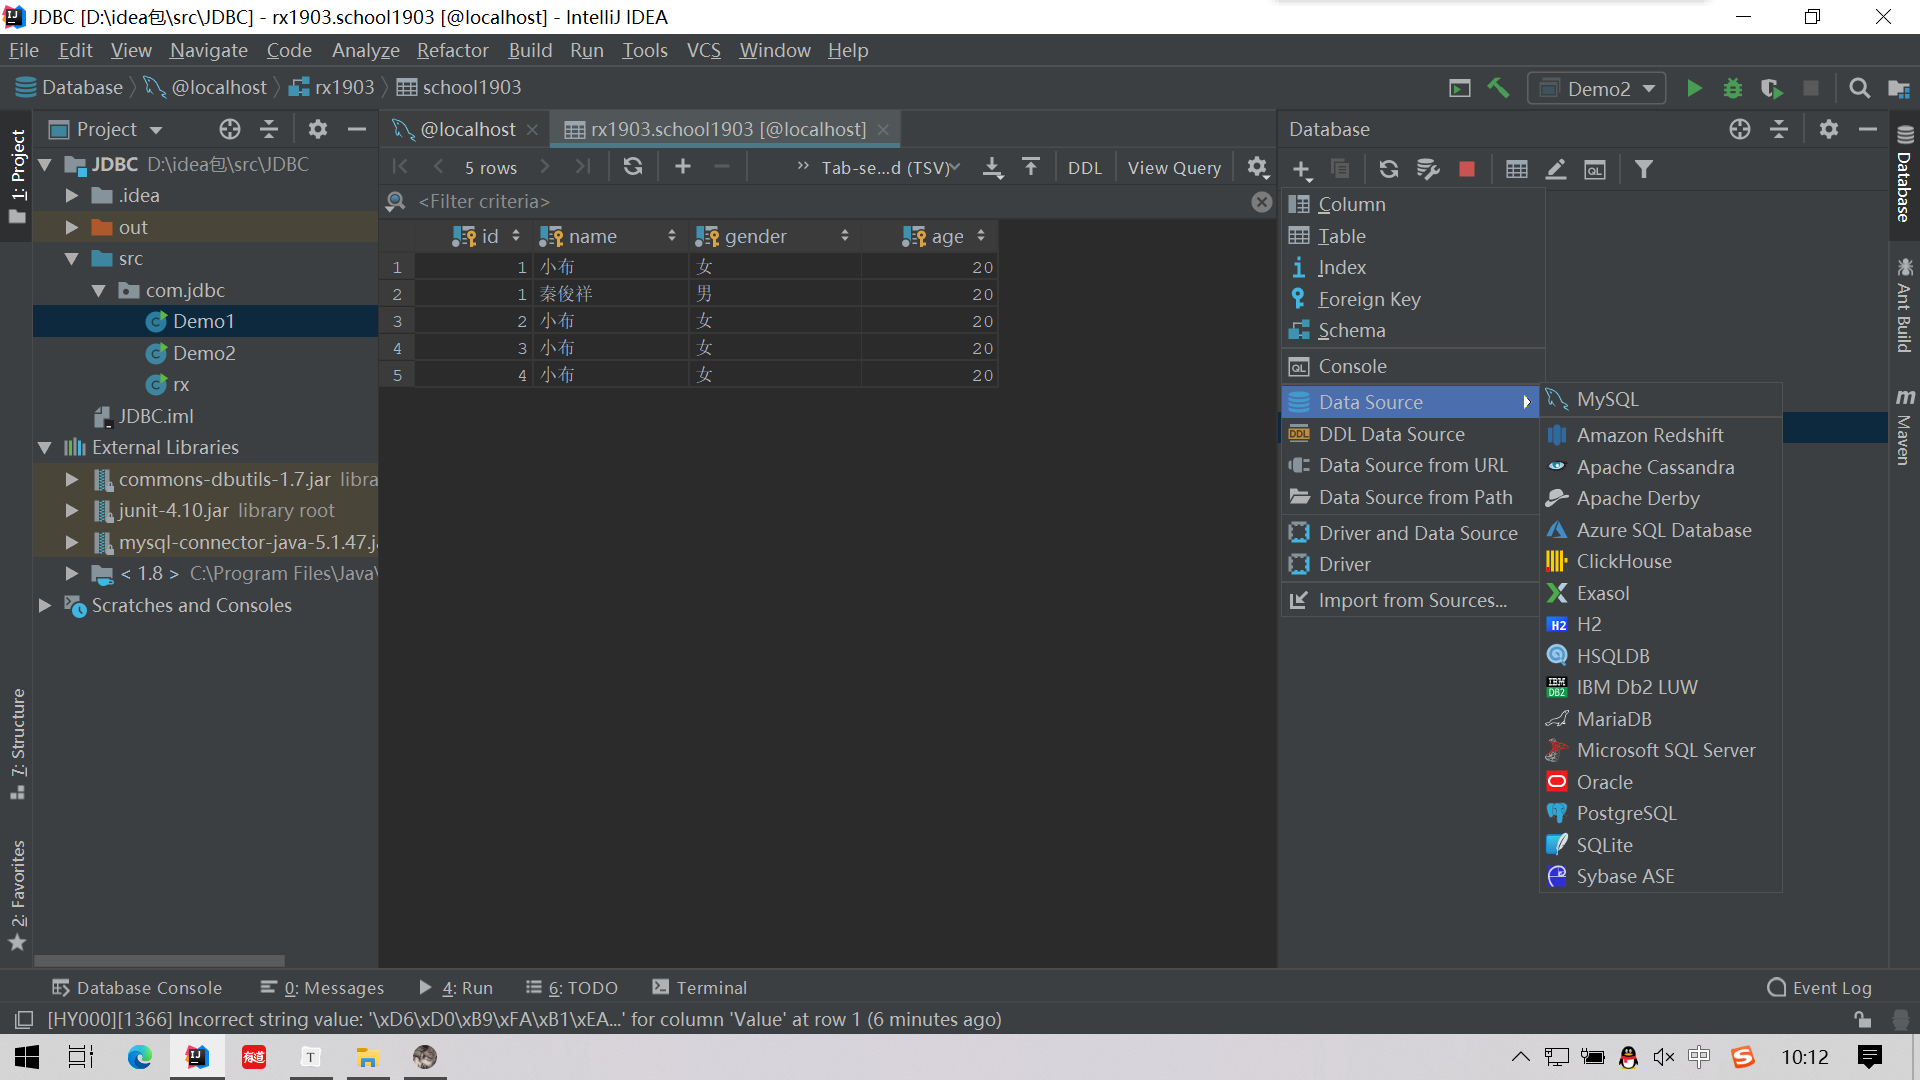 JDBC [D:\idea包\src\JDBC] - rx1903.school1903 [@localhost] - IntelliJ IDEA
File Edit View Navigate Code Analyze Refactor Build Run Tools VCS Window Help
Database @localhost rx1903 school1903
Demo2
1: Project
7: Structure
2: Favorites
Project
JDBC D:\idea包\src\JDBC
.idea
out
src
com.jdbc
Demo1
Demo2
rx
JDBC.iml
External Libraries
commons-dbutils-1.7.jar libra
junit-4.10.jar library root
mysql-connector-java-5.1.47.ja
< 1.8 > C:\Program Files\Java\
Scratches and Consoles
@localhost rx1903.school1903 [@localhost]
5 rows Tab-se...d (TSV) DDL View Query
<Filter criteria>
id name gender age
1 1 小布 女 20
2 1 秦俊祥 男 20
3 2 小布 女 20
4 3 小布 女 20
5 4 小布 女 20
Database
Column
Table
Index
Foreign Key
Schema
QL Console
Data Source
DDL DDL Data Source
Data Source from URL
Data Source from Path
Driver and Data Source
Driver
Import from Sources...
MySQL
Amazon Redshift
Apache Cassandra
Apache Derby
Azure SQL Database
ClickHouse
Exasol
H2 H2
HSQLDB
IBM DB2 IBM Db2 LUW
MariaDB
Microsoft SQL Server
Oracle
PostgreSQL
SQLite
Sybase ASE
Database
Ant Build
m Maven
Database Console 0: Messages 4: Run 6: TODO Terminal Event Log
[HY000][1366] Incorrect string value: '\xD6\xD0\xB9\xFA\xB1\xEA...' for column 'Value' at row 1 (6 minutes ago)
IJ 有道 T 中 S 10:12